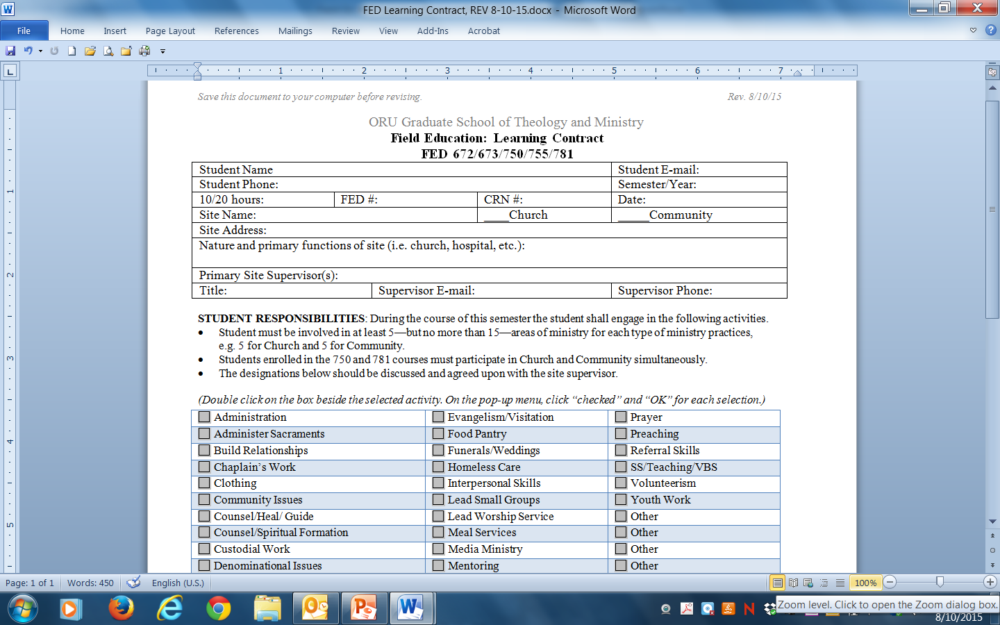 FED Learning Contract, REV 8-10-15.docx - Microsoft Word
File Home Insert Page Layout References Mailings Review View Add-Ins Acrobat
1 2 3 4 5 6 7
Save this document to your computer before revising. Rev. 8/10/15
ORU Graduate School of Theology and Ministry
Field Education: Learning Contract
FED 672/673/750/755/781
Student Name Student E-mail:
Student Phone: Semester/Year:
10/20 hours: FED #: CRN #: Date:
Site Name: ____Church _____Community
Site Address:
Nature and primary functions of site (i.e. church, hospital, etc.):
Primary Site Supervisor(s):
Title: Supervisor E-mail: Supervisor Phone:
STUDENT RESPONSIBILITIES: During the course of this semester the student shall engage in the following activities.
• Student must be involved in at least 5—but no more than 15—areas of ministry for each type of ministry practices,
e.g. 5 for Church and 5 for Community.
• Students enrolled in the 750 and 781 courses must participate in Church and Community simultaneously.
• The designations below should be discussed and agreed upon with the site supervisor.
(Double click on the box beside the selected activity. On the pop-up menu, click “checked” and “OK” for each selection.)
Administration Evangelism/Visitation Prayer
Administer Sacraments Food Pantry Preaching
Build Relationships Funerals/Weddings Referral Skills
Chaplain’s Work Homeless Care SS/Teaching/VBS
Clothing Interpersonal Skills Volunteerism
Community Issues Lead Small Groups Youth Work
Counsel/Heal/ Guide Lead Worship Service Other
Counsel/Spiritual Formation Meal Services Other
Custodial Work Media Ministry Other
Denominational Issues Mentoring Other
1
2
3
4
5
Page: 1 of 1 Words: 450 English (U.S.) 100%
Zoom level. Click to open the Zoom dialog box.
8/10/2015